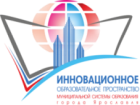 ИННОВАЦИОННОЕ
ОБРАЗОВАТЕЛЬНОЕ ПРОСТРАНСТВО
МУНИЦИПАЛЬНОЙ СИСТЕМЫ ОБРАЗОВАНИЯ
города Ярославля